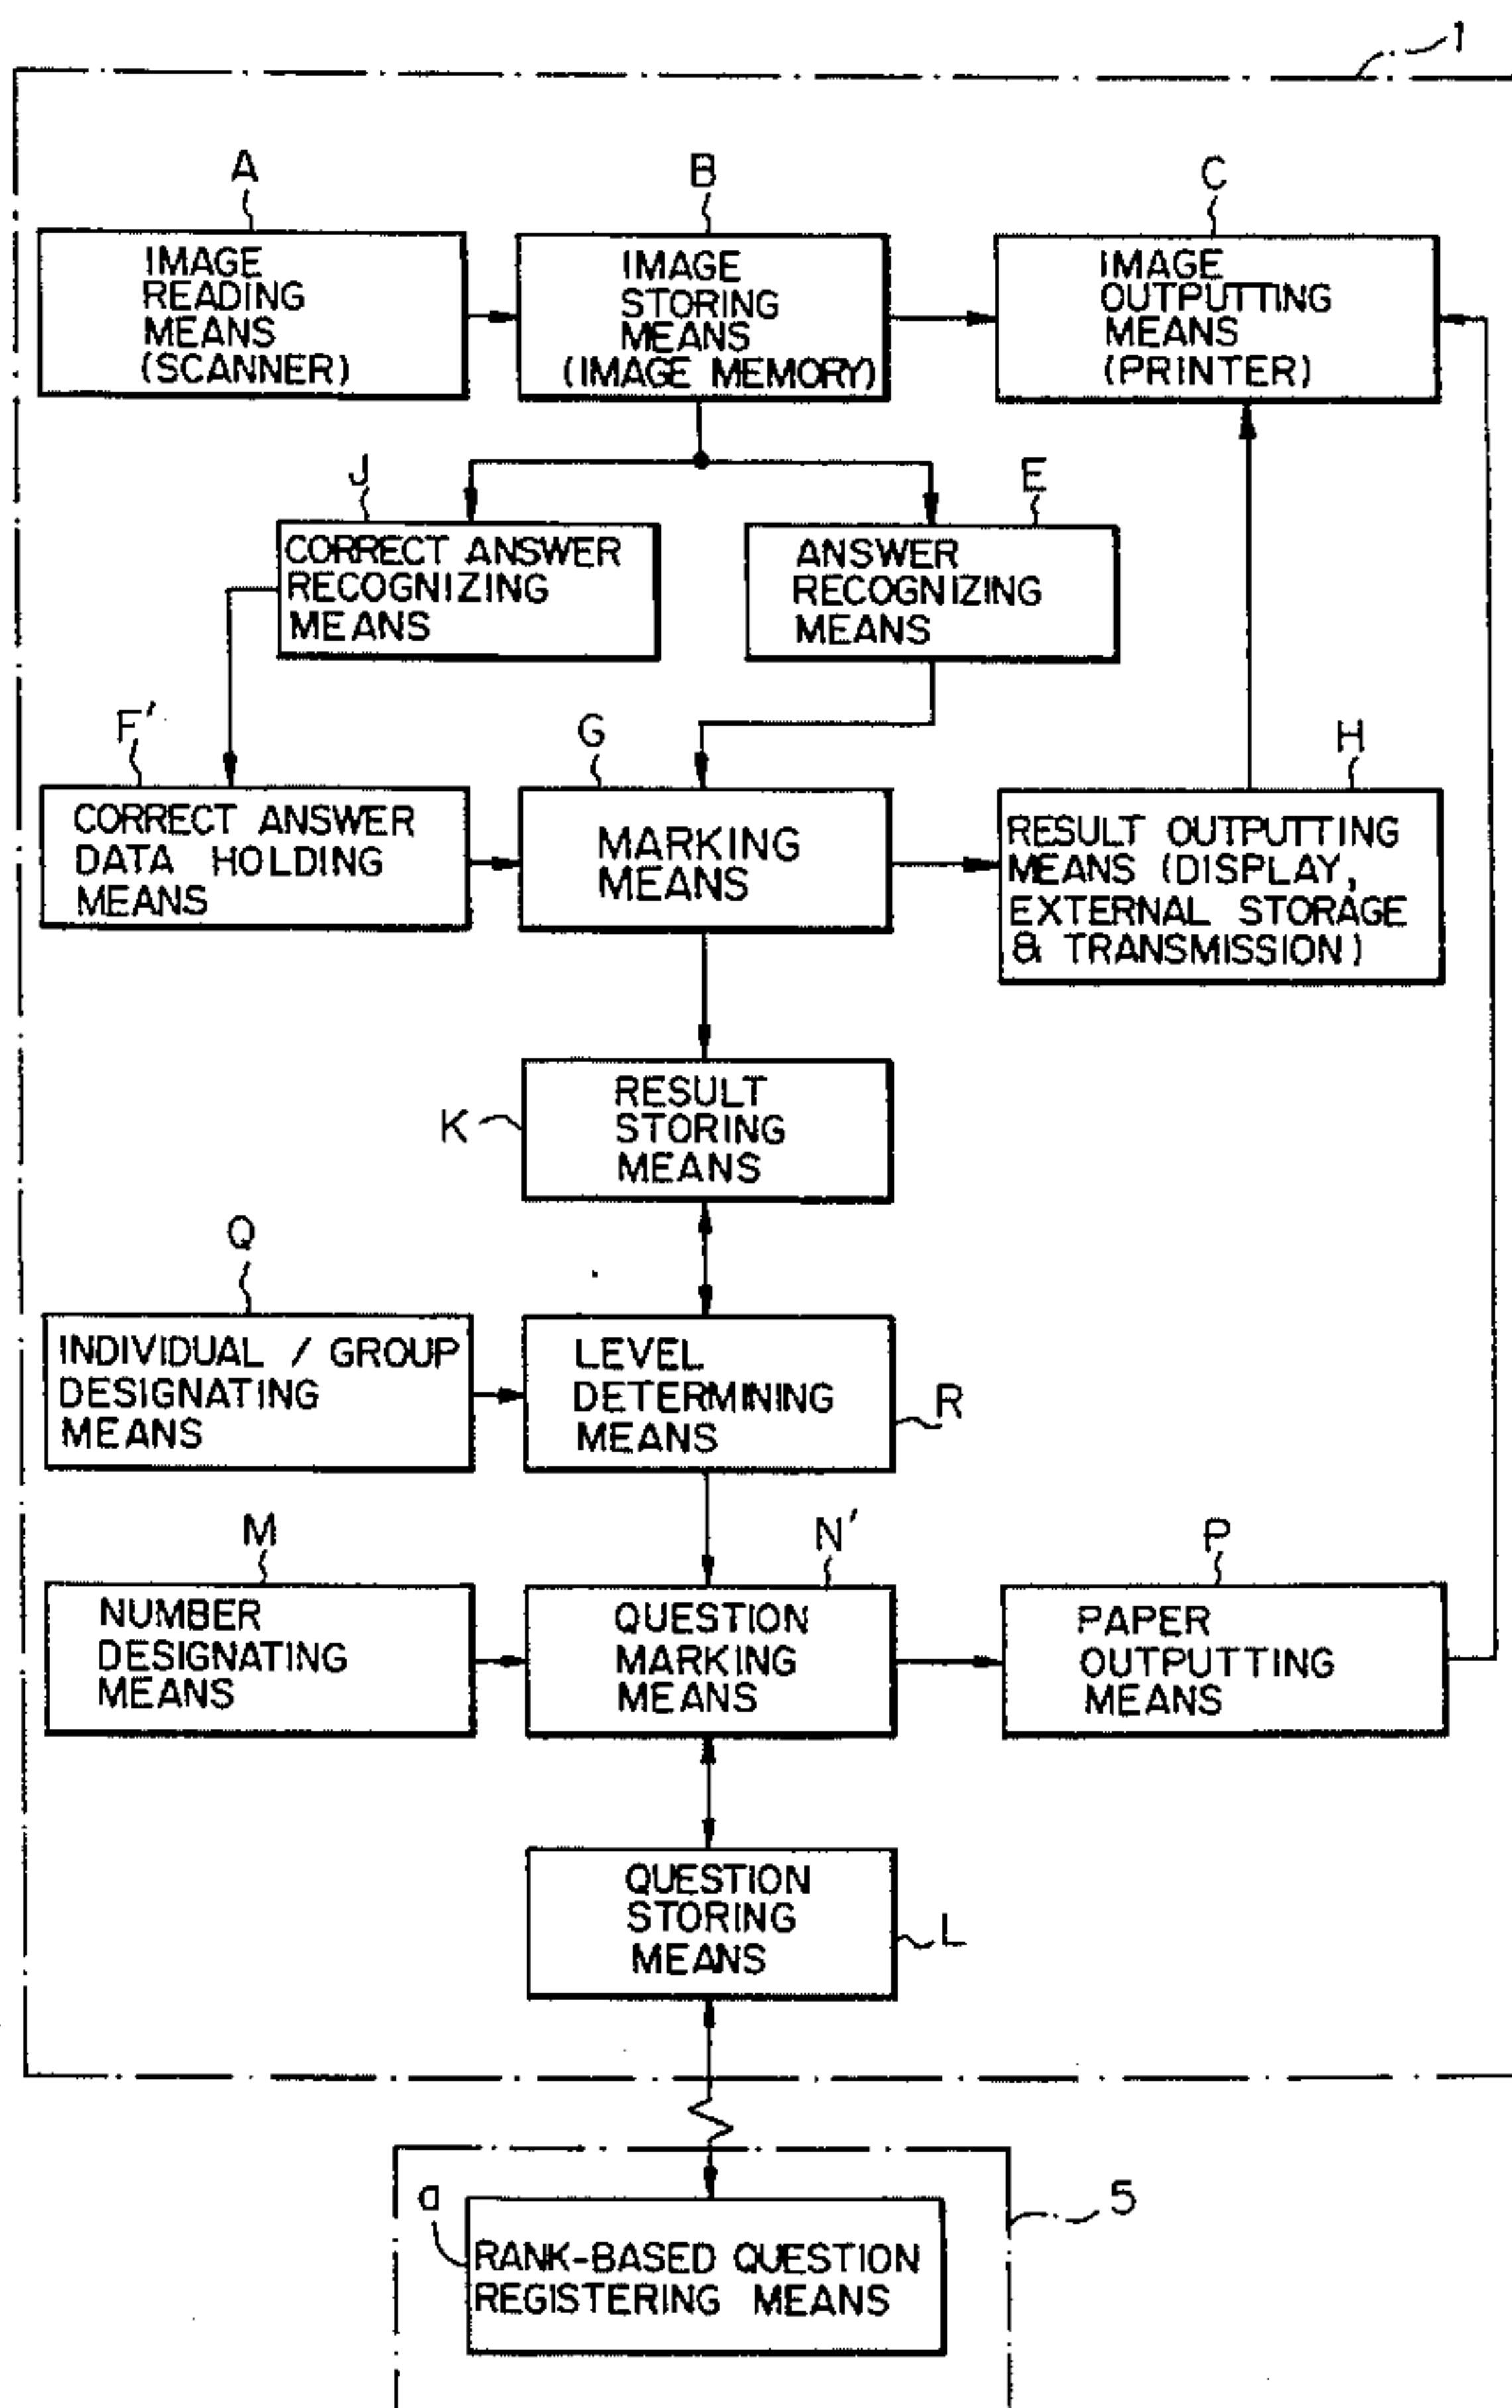 1
A
IMAGE
READING
MEANS
(SCANNER)
B
IMAGE
STORING
MEANS
(IMAGE MEMORY)
C
IMAGE
OUTPUTTING
MEANS
(PRINTER)
J
CORRECT ANSWER
RECOGNIZING
MEANS
E
ANSWER
RECOGNIZING
MEANS
F'
CORRECT ANSWER
DATA HOLDING
MEANS
G
MARKING
MEANS
H
RESULT OUTPUTTING
MEANS (DISPLAY,
EXTERNAL STORAGE
& TRANSMISSION)
K
RESULT
STORING
MEANS
Q
INDIVIDUAL / GROUP
DESIGNATING
MEANS
LEVEL
DETERMINING
MEANS
R
M
NUMBER
DESIGNATING
MEANS
N'
QUESTION
MARKING
MEANS
P
PAPER
OUTPUTTING
MEANS
QUESTION
STORING
MEANS
L
a
RANK-BASED QUESTION
REGISTERING MEANS
5